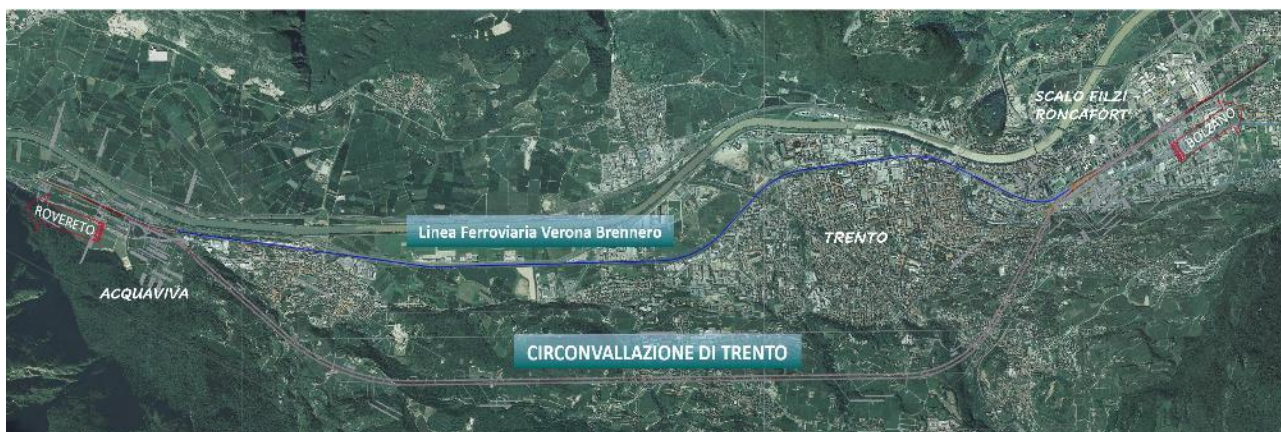 SCALO FILZI -
RONCAFORT
BOLZANO
ROVERETO
Linea Ferroviaria Verona Brennero
TRENTO
ACQUAVIVA
CIRCONVALLAZIONE DI TRENTO